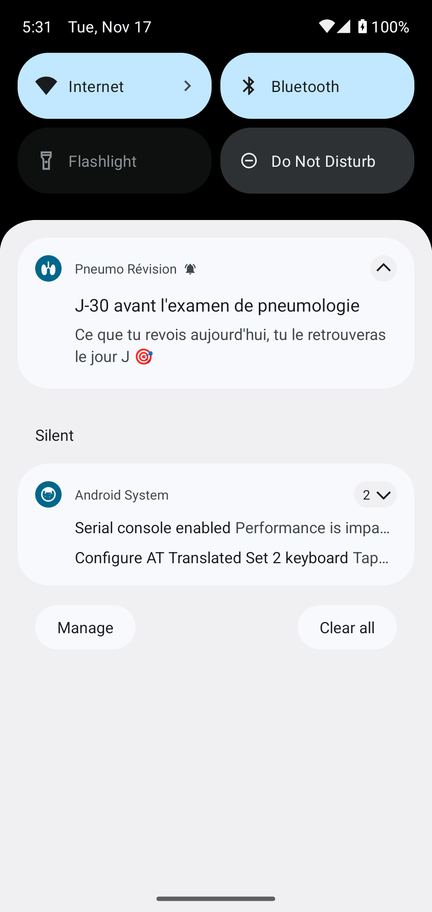 5:31 Tue, Nov 17 100%
Internet Bluetooth
Flashlight Do Not Disturb
Pneumo Révision
J-30 avant l'examen de pneumologie
Ce que tu revois aujourd'hui, tu le retrouveras
le jour J 🎯
Silent
Android System 2
Serial console enabled Performance is impa...
Configure AT Translated Set 2 keyboard Tap...
Manage Clear all